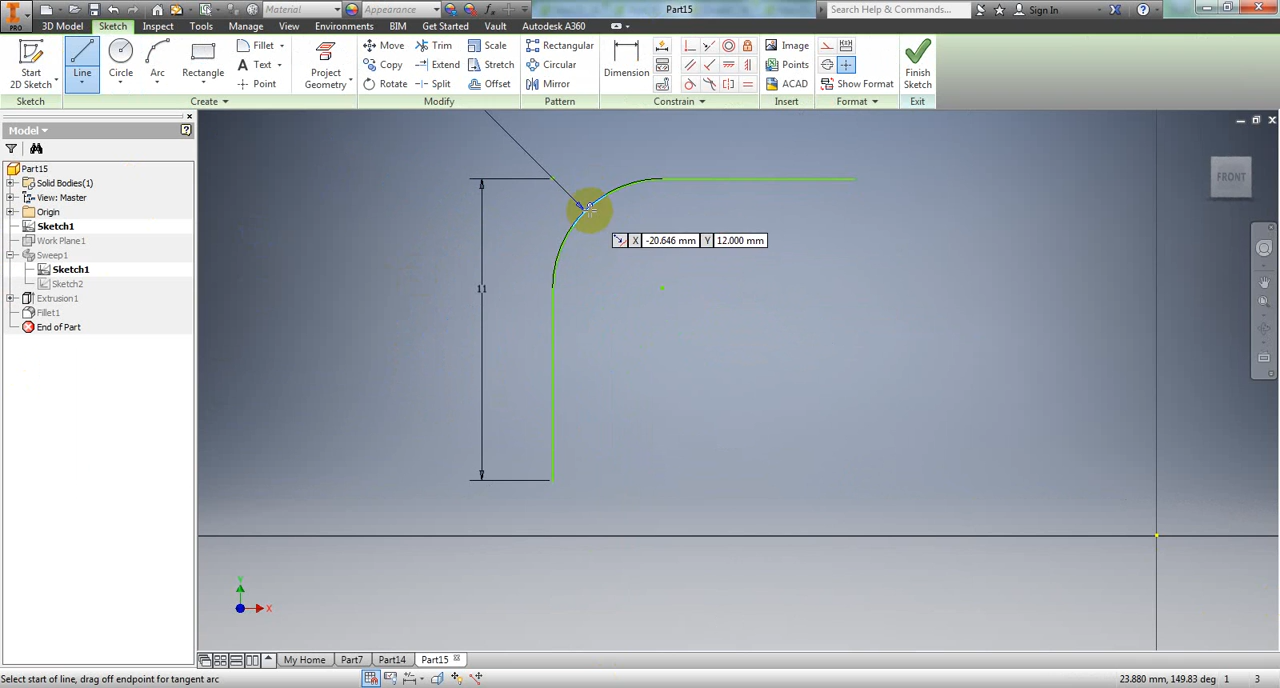 PRO
Material
Appearance
Part15
Search Help & Commands...
Sign In
3D Model Sketch Inspect Tools Manage View Environments BIM Get Started Vault Autodesk A360
Start
2D Sketch
Line
Circle
Arc
Rectangle
Fillet
Text
Point
Project
Geometry
Move
Copy
Rotate
Trim
Extend
Split
Scale
Stretch
Offset
Rectangular
Circular
Mirror
Dimension
Image
Points
ACAD
Show Format
Finish
Sketch
Sketch Create Modify Pattern Constrain Insert Format Exit
Model
Part15
Solid Bodies(1)
View: Master
Origin
Sketch1
Work Plane1
Sweep1
Sketch1
Sketch2
Extrusion1
Fillet1
End of Part
FRONT
X -20.646 mm Y 12.000 mm
11
Y
X
My Home Part7 Part14 Part15
Select start of line, drag off endpoint for tangent arc
23.880 mm, 149.83 deg 1 3